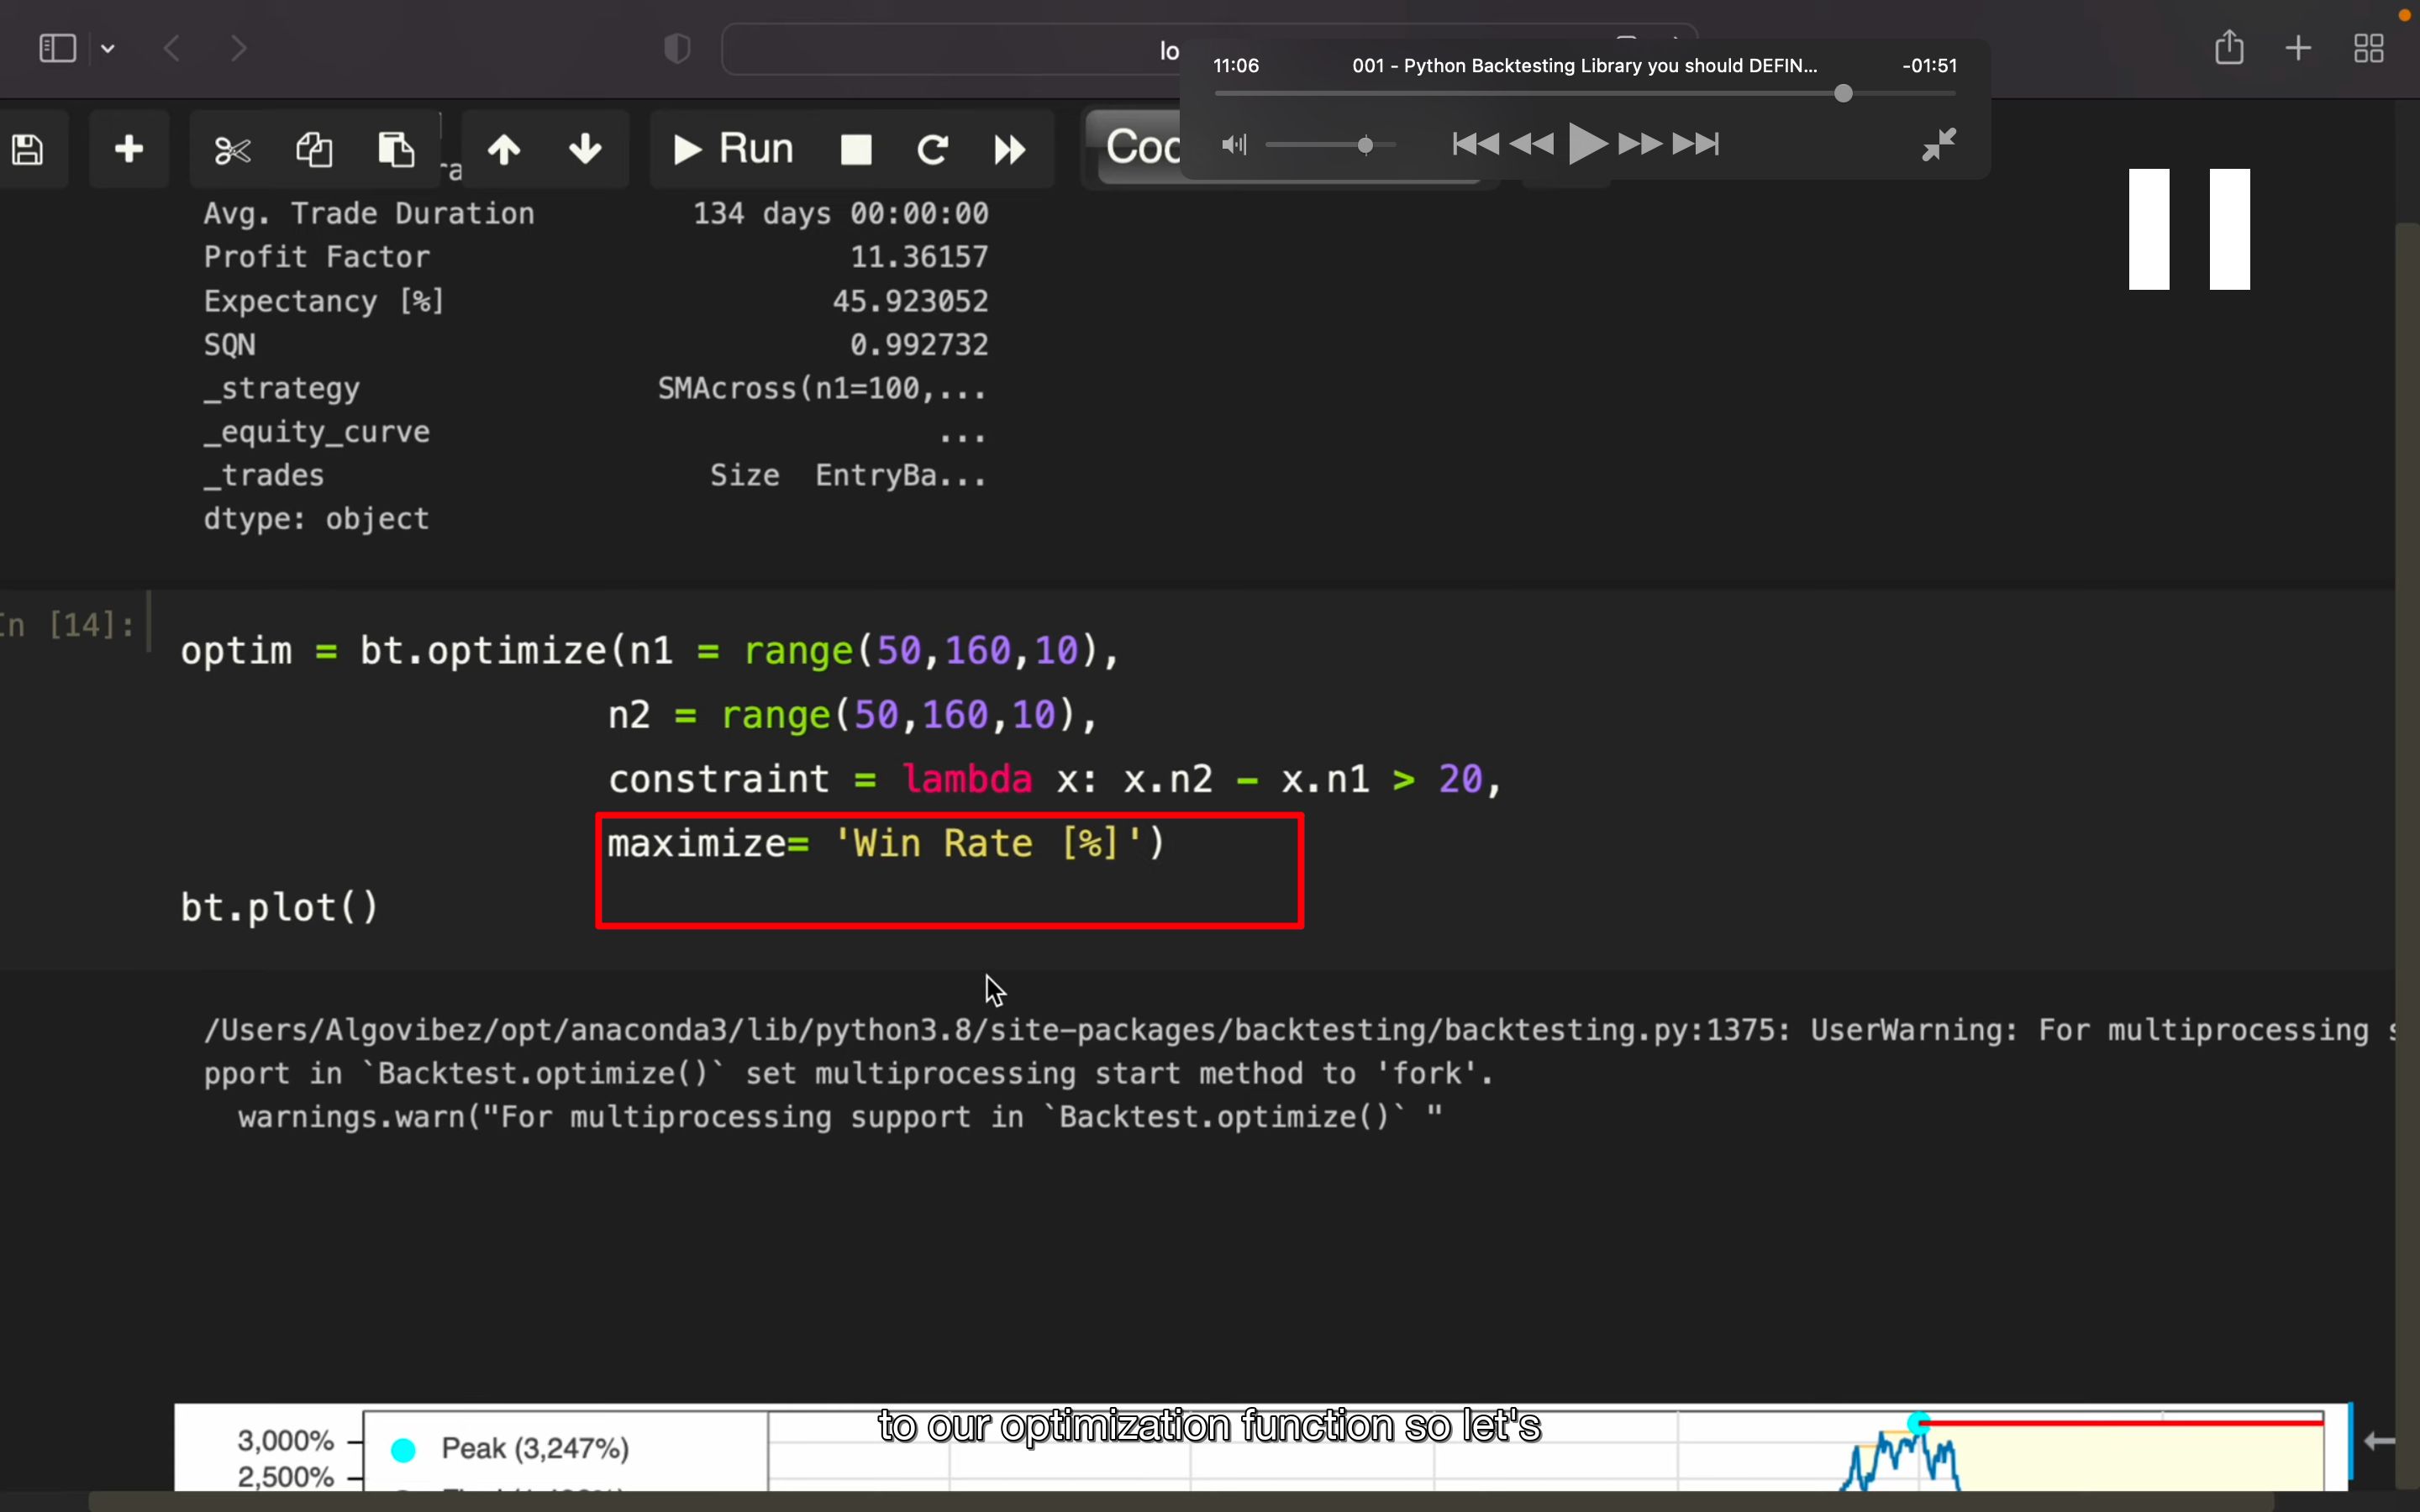 lo
11:06 001 - Python Backtesting Library you should DEFIN... -01:51
Run
Avg. Trade Duration 134 days 00:00:00
Profit Factor 11.36157
Expectancy [%] 45.923052
SQN 0.992732
_strategy SMAcross(n1=100,...
_equity_curve ...
_trades Size EntryBa...
dtype: object
n [14]:
optim = bt.optimize(n1 = range(50,160,10),
n2 = range(50,160,10),
constraint = lambda x: x.n2 - x.n1 > 20,
maximize= 'Win Rate [%]')
bt.plot()
/Users/Algovibez/opt/anaconda3/lib/python3.8/site-packages/backtesting/backtesting.py:1375: UserWarning: For multiprocessing s
pport in `Backtest.optimize()` set multiprocessing start method to 'fork'.
warnings.warn("For multiprocessing support in `Backtest.optimize()` "
to our optimization function so let's
3,000%
Peak (3,247%)
2,500%